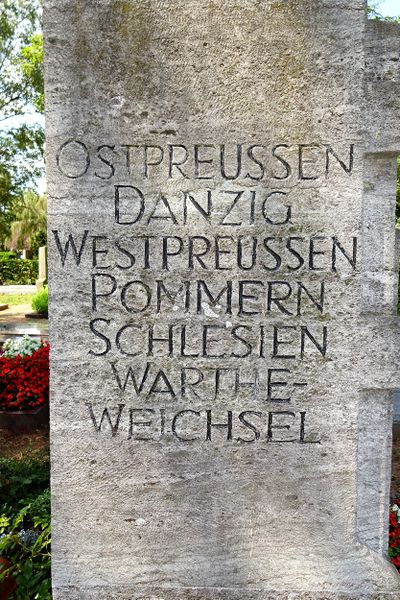 OSTPREUSSEN
DANZIG
WESTPREUSSEN
POMMERN
SCHLESIEN
WARTHE-
WEICHSEL